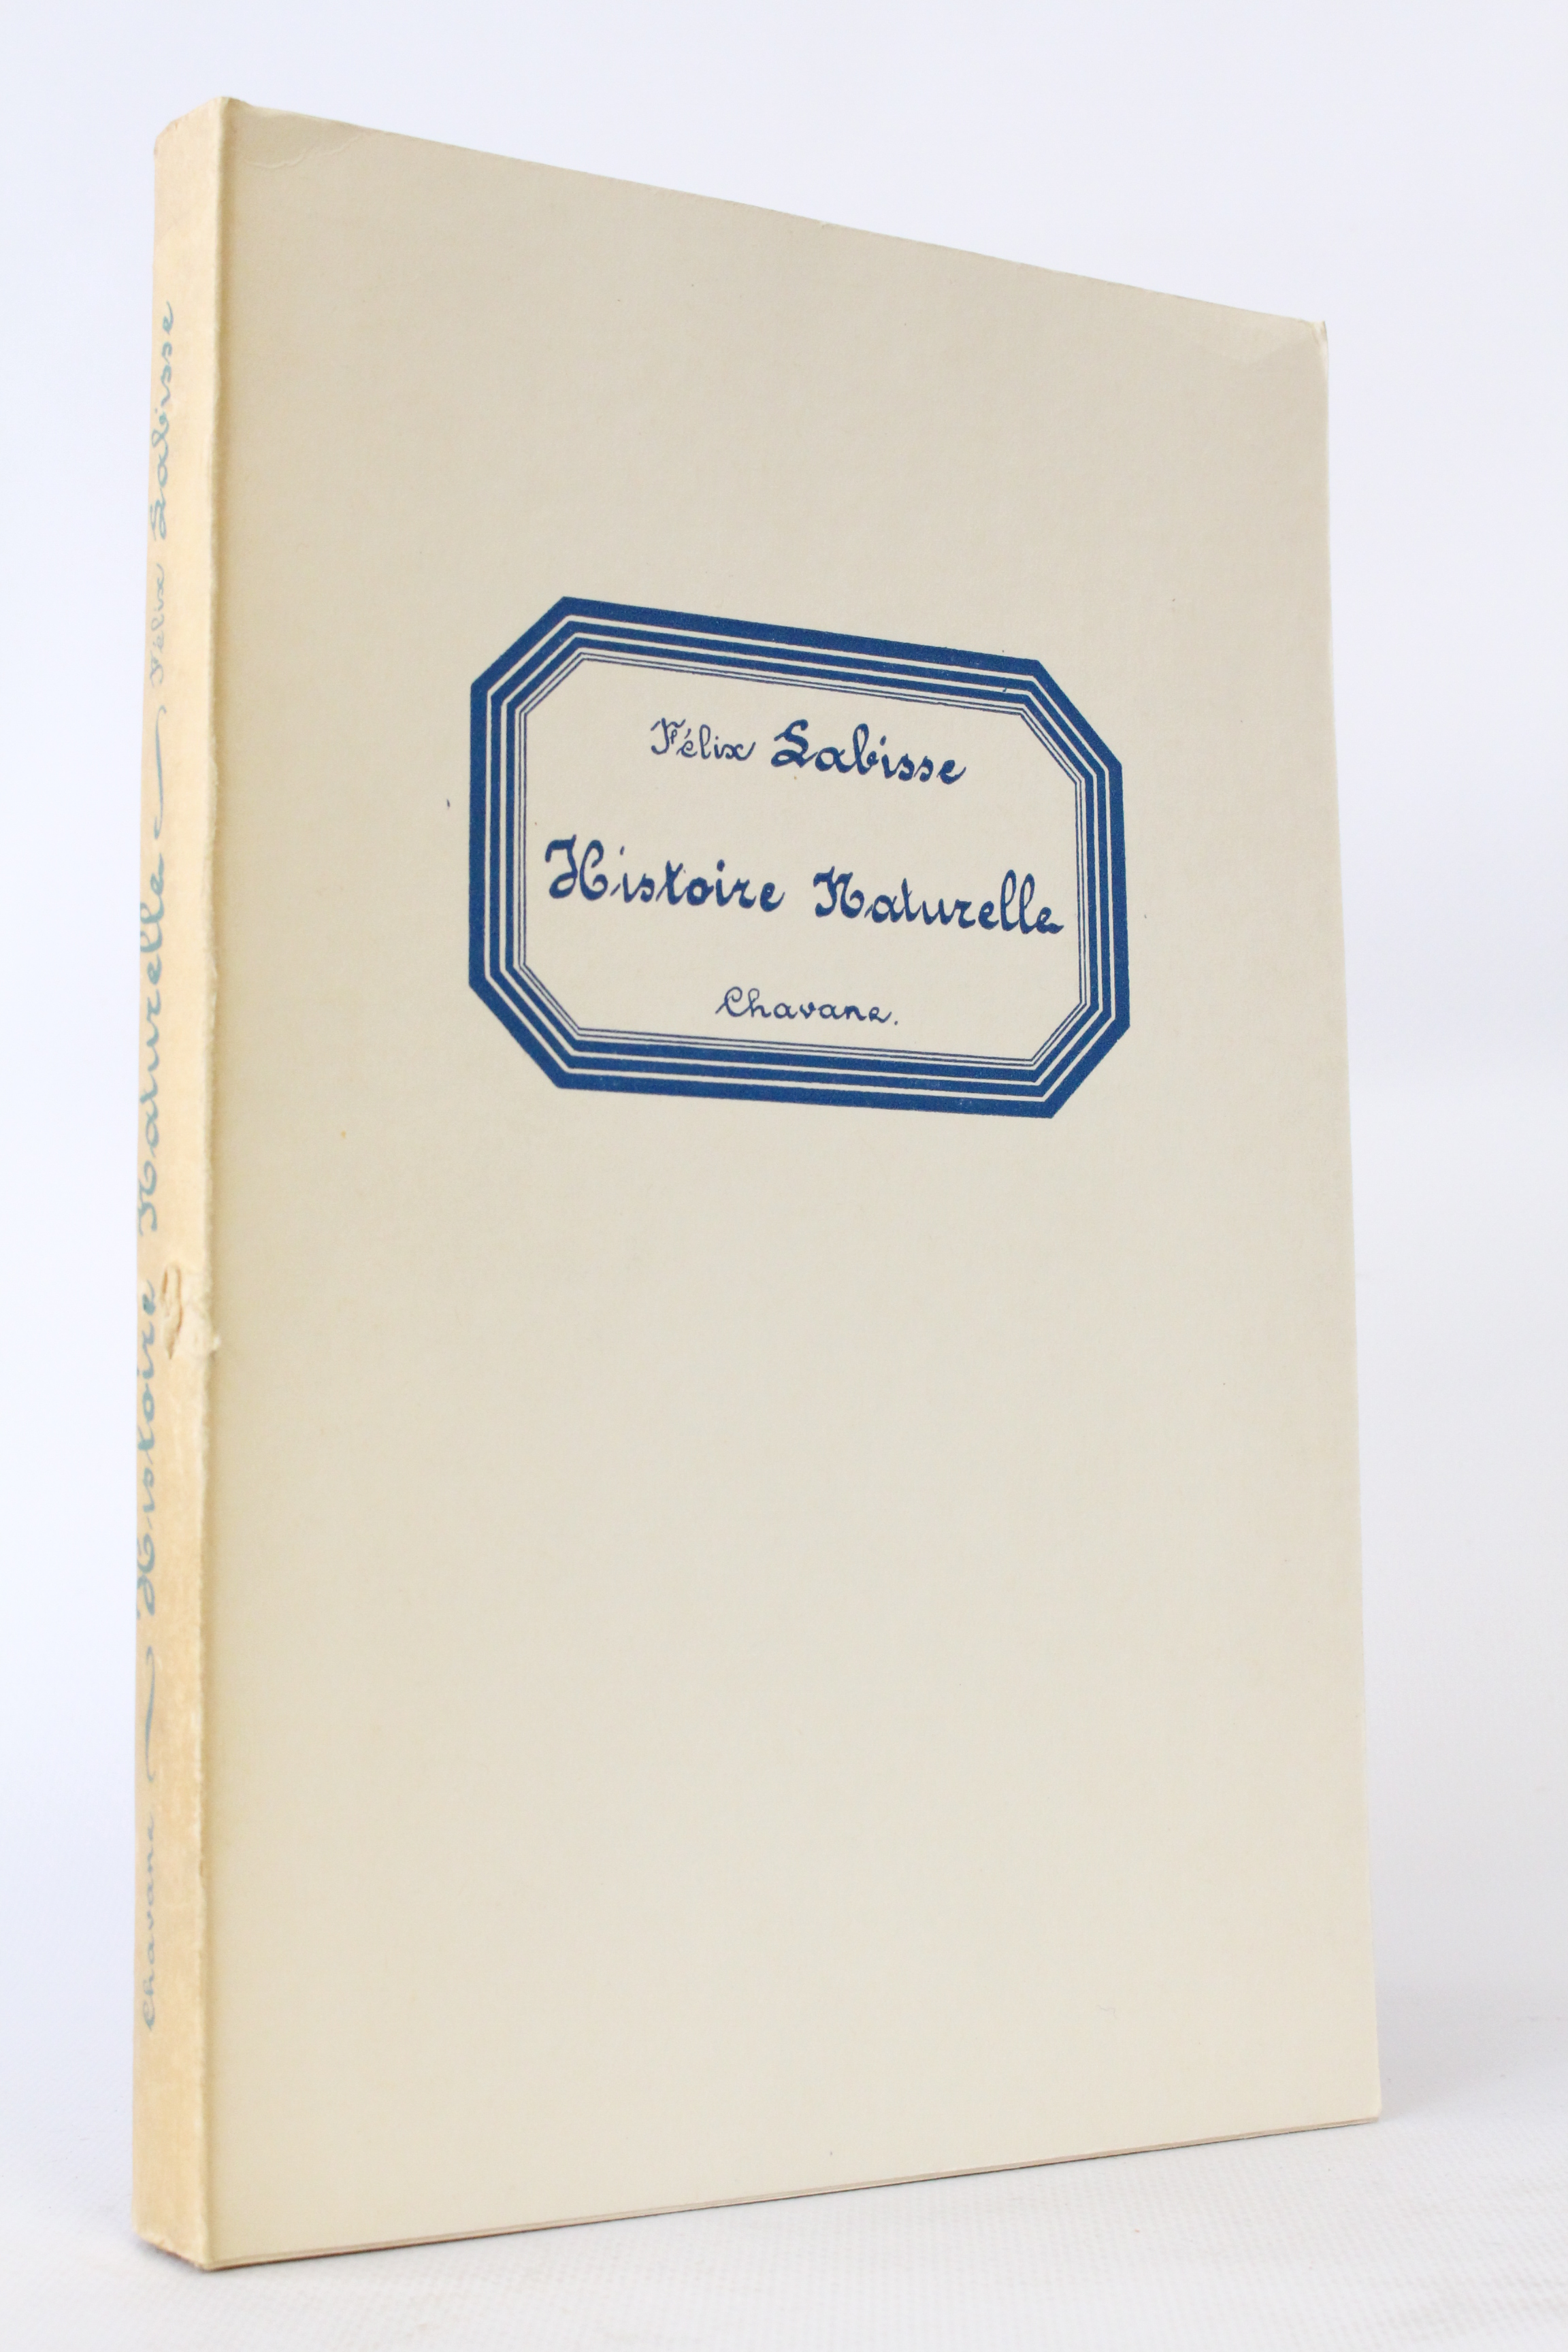 Félix Labisse
Histoire Naturelle
Chavane.
Chavane ~ Histoire Naturelle ~ Félix Labisse